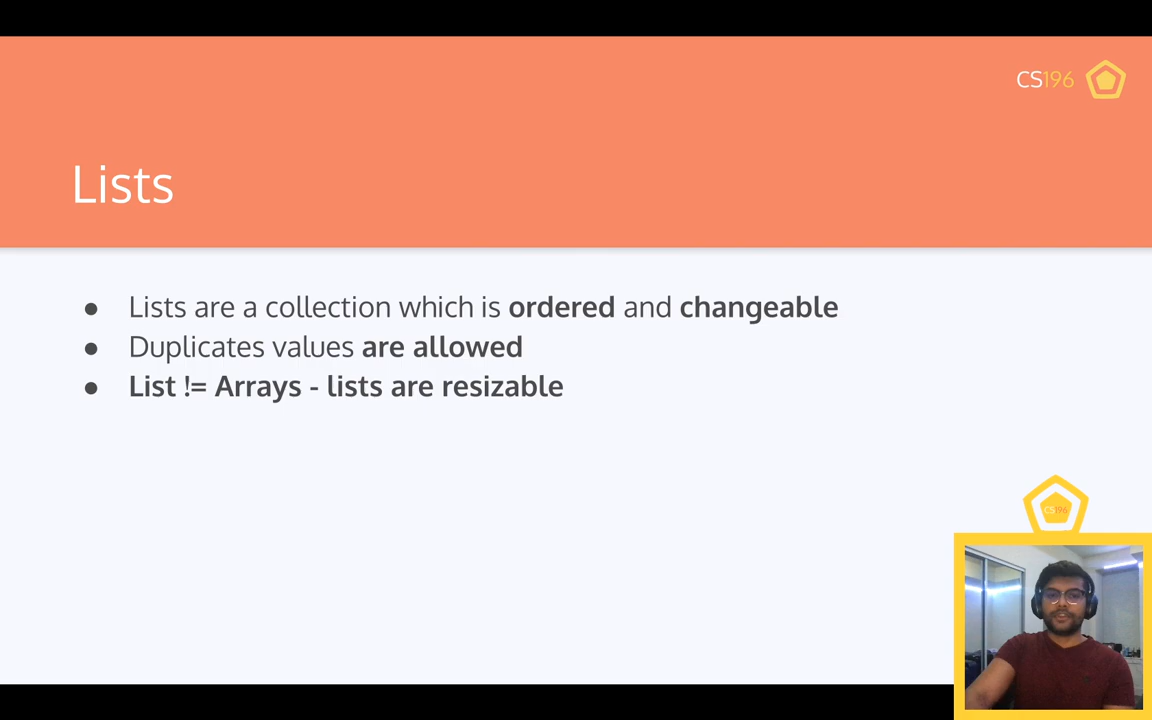 CS196
Lists
● Lists are a collection which is ordered and changeable
● Duplicates values are allowed
● List != Arrays - lists are resizable
CS196